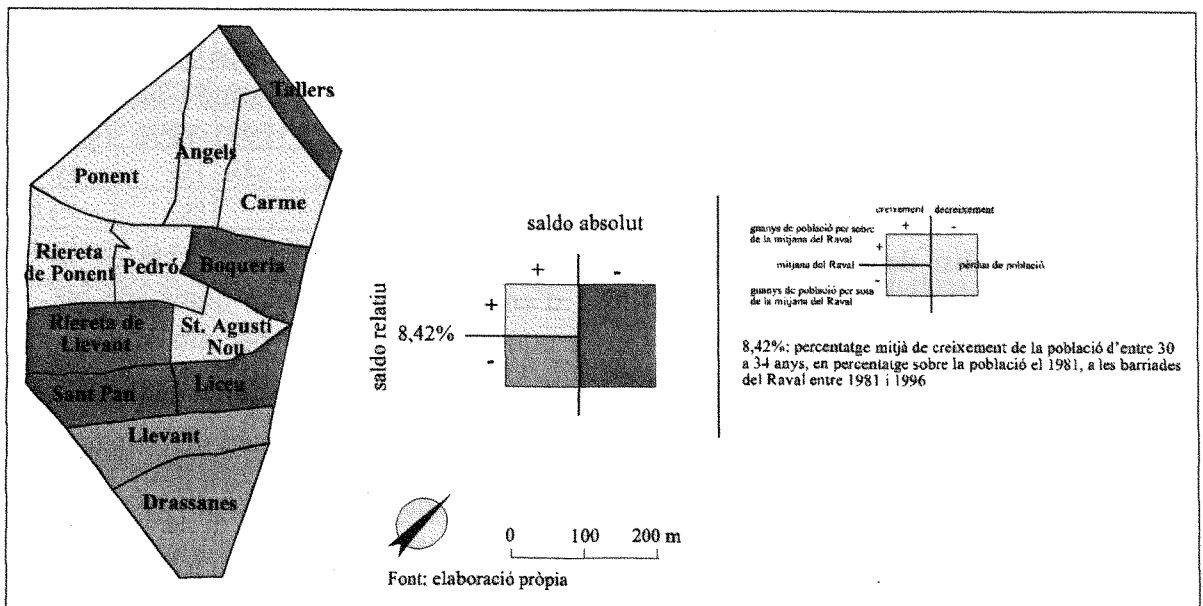 Tallers
Àngels
Ponent
Carme
Riereta
de Ponent
Pedró
Boqueria
Riereta de
Llevant
St. Agustí
Nou
Sant Pau
Liceu
Llevant
Drassanes
saldo absolut
+ -
saldo relatiu
+
8,42%
-
creixement decreixement
+ -
guanys de població per sobre
de la mitjana del Raval
+
mitjana del Raval
pèrdua de població
-
guanys de població per sota
de la mitjana del Raval
8,42%: percentatge mitjà de creixement de la població d'entre 30
a 34 anys, en percentatge sobre la població el 1981, a les barriades
del Raval entre 1981 i 1996
0 100 200 m
Font: elaboració pròpia